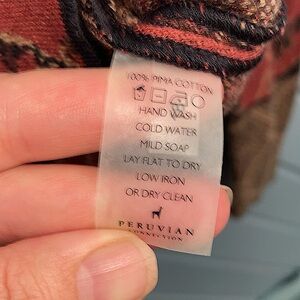 100% PIMA COTTON
HAND WASH
COLD WATER
MILD SOAP
LAY FLAT TO DRY
LOW IRON
OR DRY CLEAN
PERUVIAN
CONNECTION